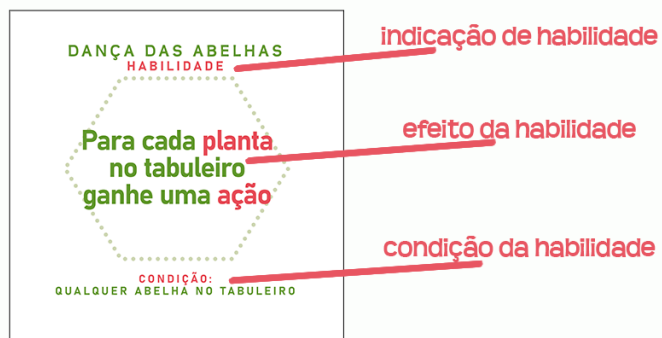 DANÇA DAS ABELHAS
HABILIDADE
Para cada planta
no tabuleiro
ganhe uma ação
CONDIÇÃO:
QUALQUER ABELHA NO TABULEIRO
indicação de habilidade
efeito da habilidade
condição da habilidade